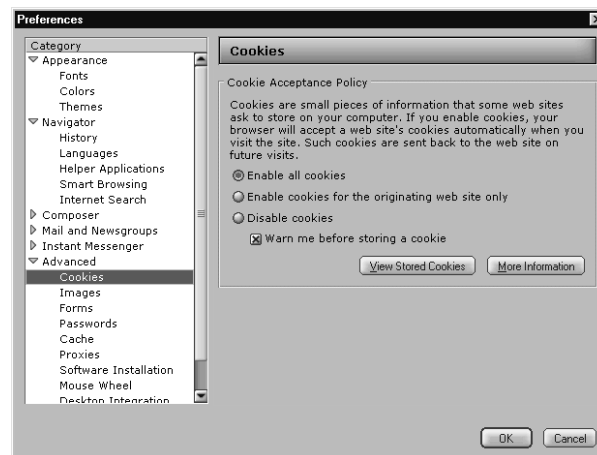 Preferences
Category
Appearance
Fonts
Colors
Themes
Navigator
History
Languages
Helper Applications
Smart Browsing
Internet Search
Composer
Mail and Newsgroups
Instant Messenger
Advanced
Cookies
Images
Forms
Passwords
Cache
Proxies
Software Installation
Mouse Wheel
Desktop Integration
Cookies
Cookie Acceptance Policy
Cookies are small pieces of information that some web sites
ask to store on your computer. If you enable cookies, your
browser will accept a web site's cookies automatically when you
visit the site. Such cookies are sent back to the web site on
future visits.
Enable all cookies
Enable cookies for the originating web site only
Disable cookies
Warn me before storing a cookie
View Stored Cookies More Information
OK Cancel